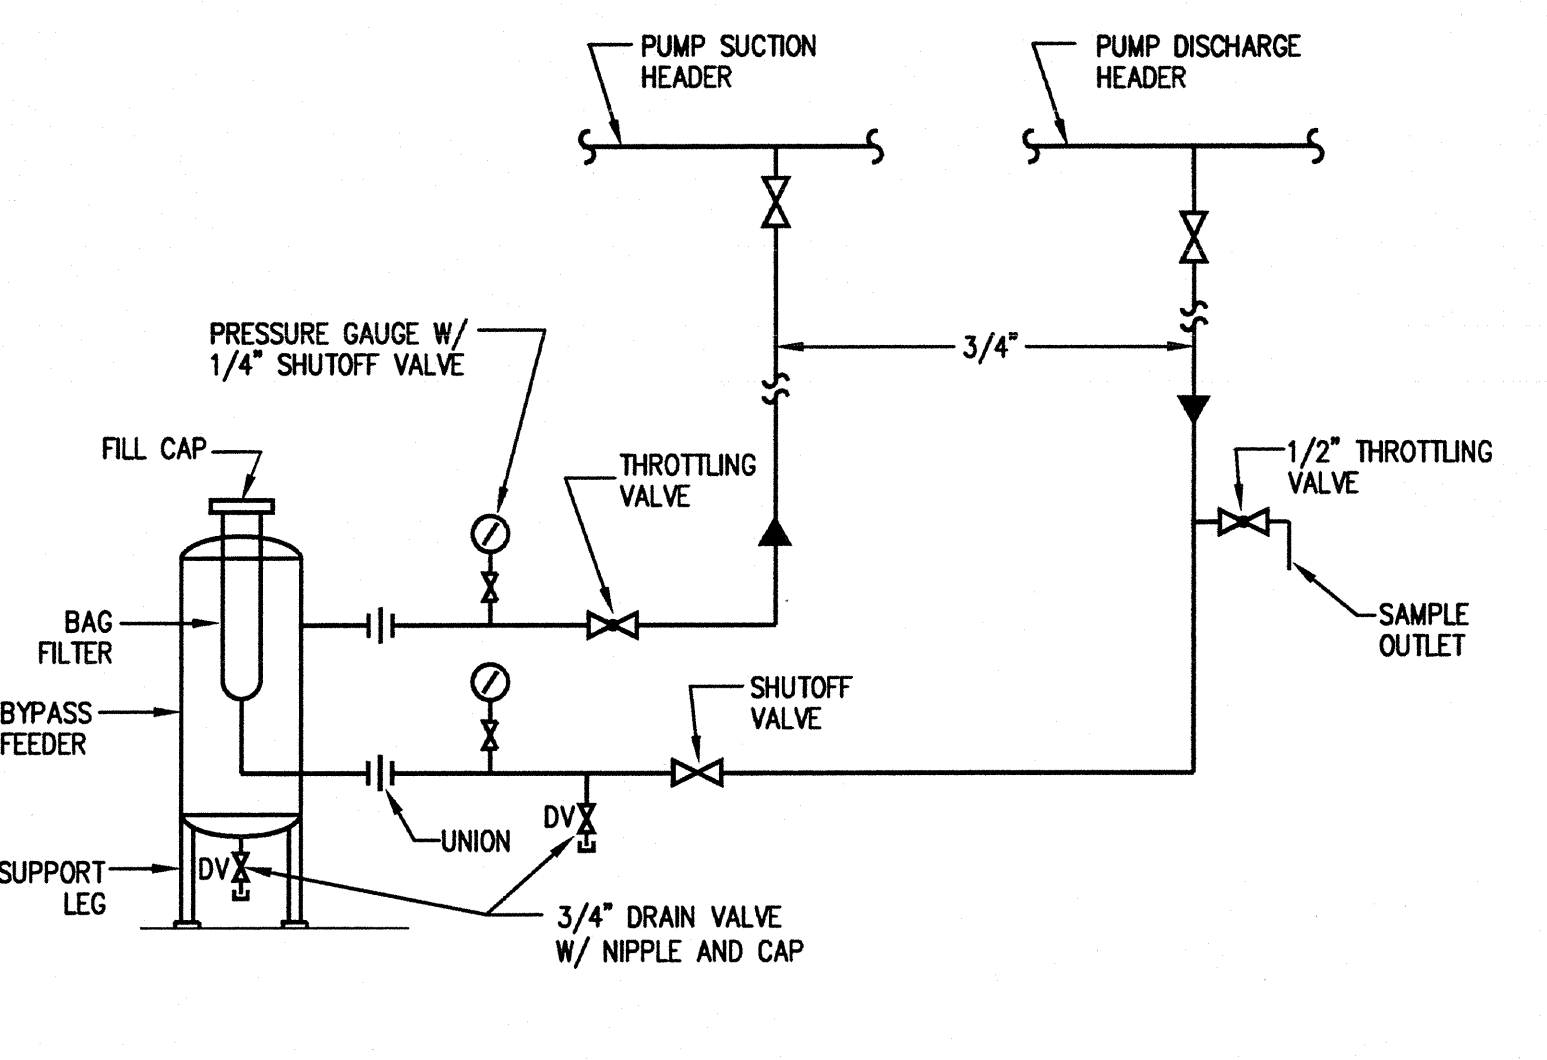 PUMP SUCTION
HEADER
PUMP DISCHARGE
HEADER
PRESSURE GAUGE W/
1/4" SHUTOFF VALVE
3/4"
FILL CAP
THROTTLING
VALVE
1/2" THROTTLING
VALVE
BAG
FILTER
SAMPLE
OUTLET
BYPASS
FEEDER
SHUTOFF
VALVE
DV
UNION
SUPPORT
LEG
DV
3/4" DRAIN VALVE
W/ NIPPLE AND CAP